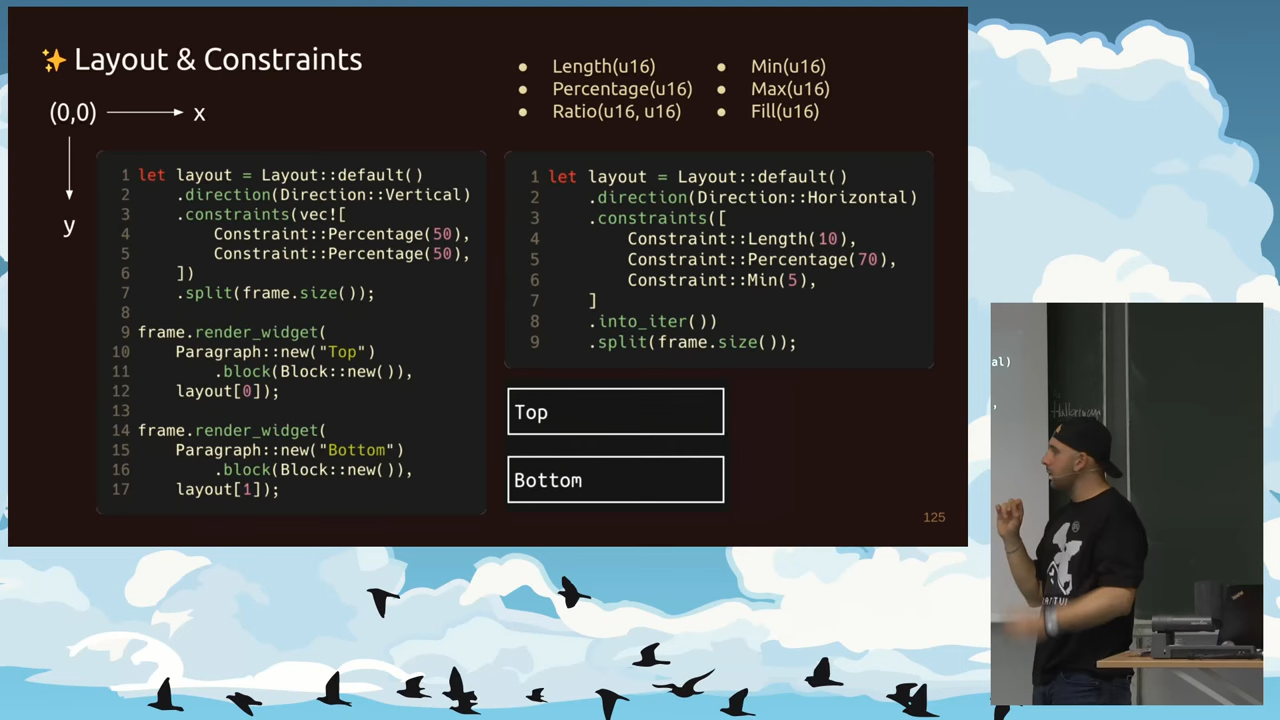 ✨ Layout & Constraints
(0,0) x
y
● Length(u16)
● Percentage(u16)
● Ratio(u16, u16)
● Min(u16)
● Max(u16)
● Fill(u16)
1 let layout = Layout::default()
2 .direction(Direction::Vertical)
3 .constraints(vec![
4 Constraint::Percentage(50),
5 Constraint::Percentage(50),
6 ])
7 .split(frame.size());
8
9 frame.render_widget(
10 Paragraph::new("Top")
11 .block(Block::new()),
12 layout[0]);
13
14 frame.render_widget(
15 Paragraph::new("Bottom")
16 .block(Block::new()),
17 layout[1]);
1 let layout = Layout::default()
2 .direction(Direction::Horizontal)
3 .constraints([
4 Constraint::Length(10),
5 Constraint::Percentage(70),
6 Constraint::Min(5),
7 ]
8 .into_iter())
9 .split(frame.size());
Top
Bottom
125
al)
,